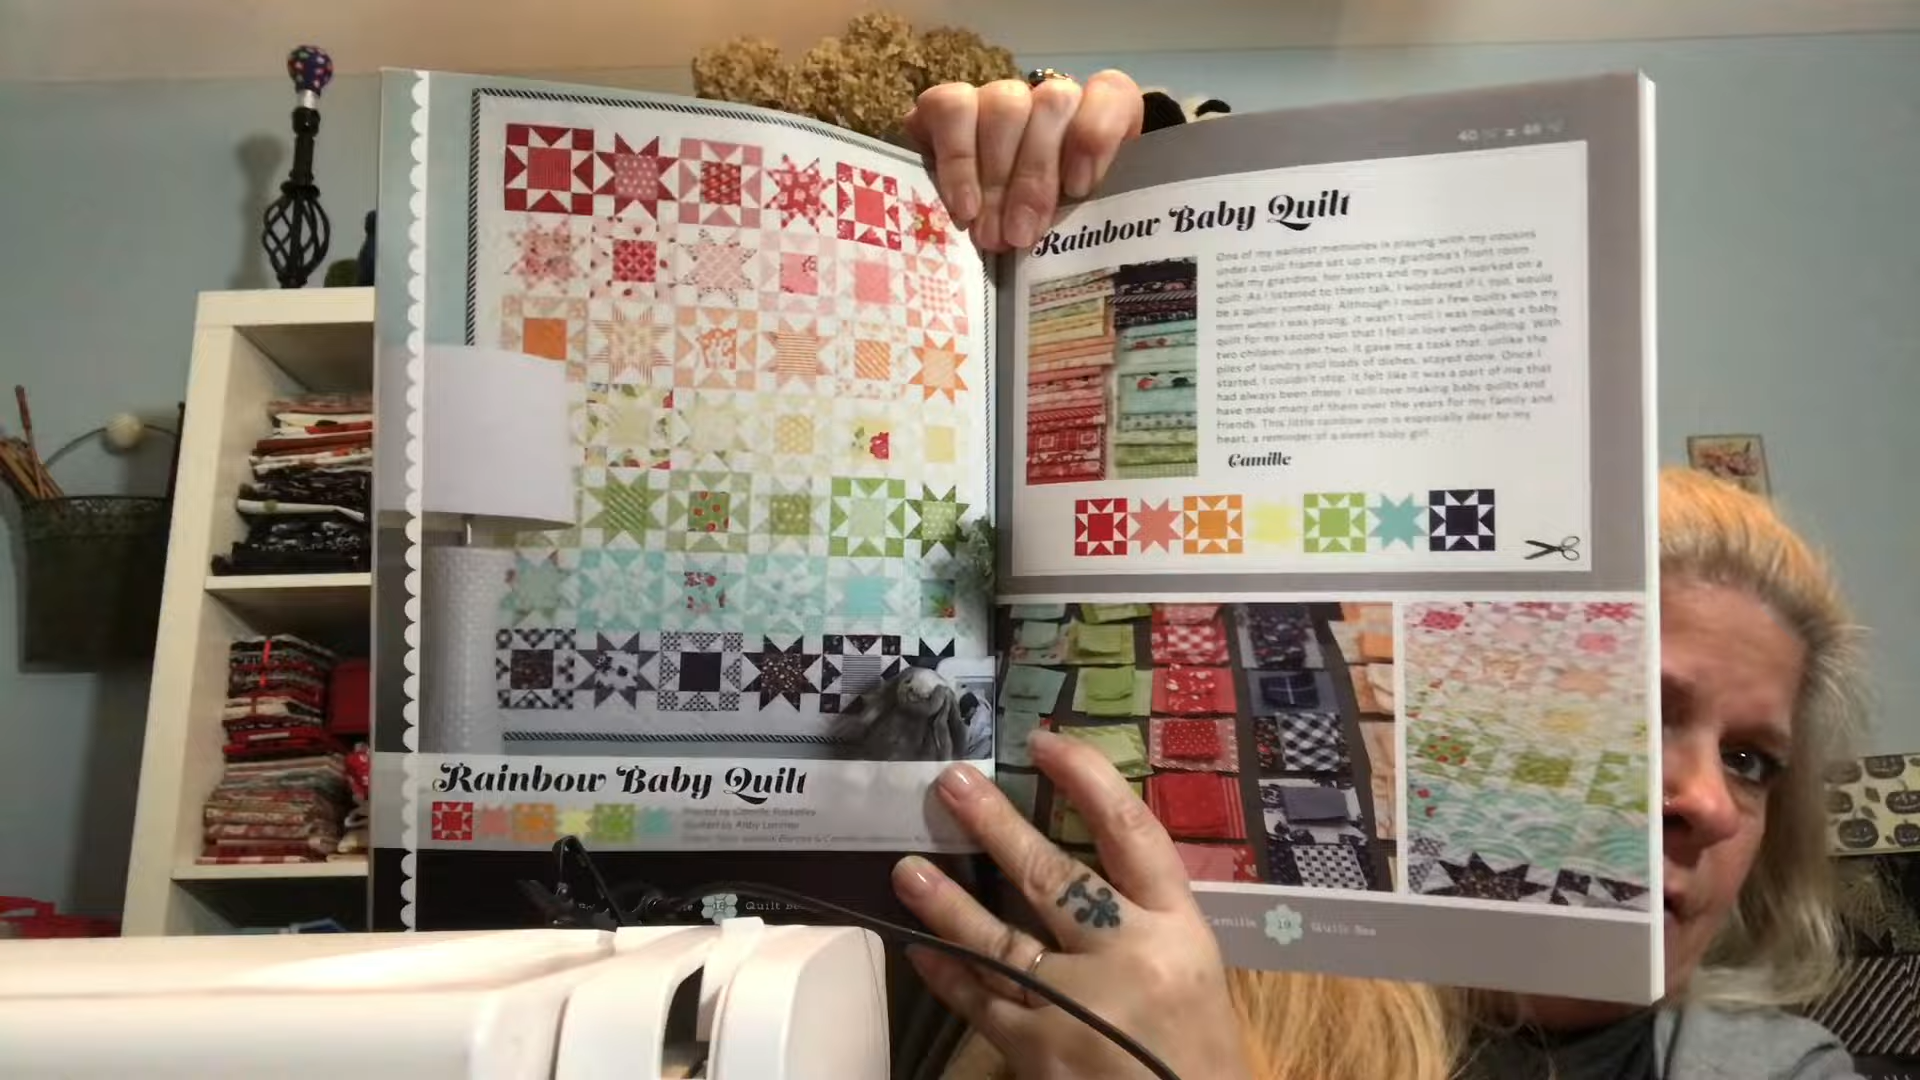 Rainbow Baby Quilt
Quilted by Abby Latimer
18 Quilt Bee
Rainbow Baby Quilt
One of my earliest memories is playing with my cousins
under a quilt frame set up in my grandma's front room
while my grandma, her sisters and my aunts worked on a
quilt. As I listened to them talk, I wondered if I, too, would
be a quilter someday. Although I made a few quilts with my
mom when I was young, it wasn't until I was making a baby
quilt for my second son that I fell in love with quilting. With
two children under two, it gave me a task that, unlike the
piles of laundry and loads of dishes, stayed done. Once I
started, I couldn't stop, it felt like it was a part of me that
had always been there. I still love making baby quilts and
have made many of them over the years for my family and
friends. This little rainbow one is especially dear to my
heart, a reminder of a sweet baby girl.
Camille
Camille 19 Quilt Bee